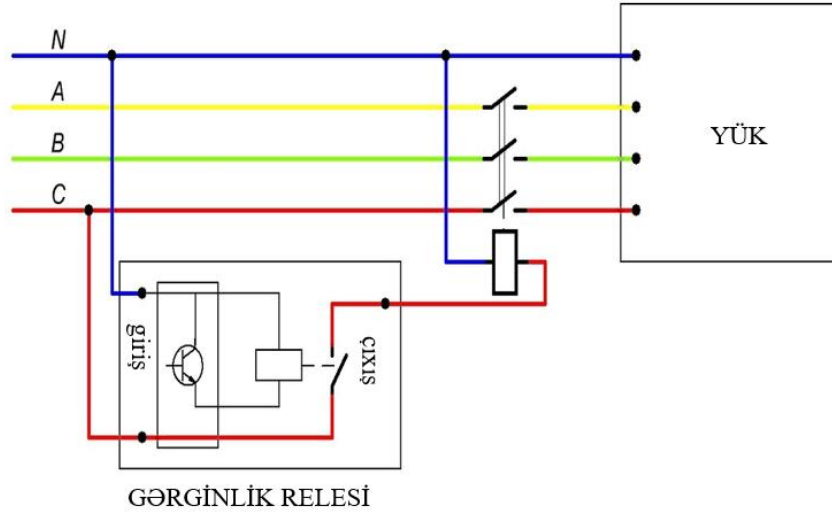 N
A
YÜK
B
C
giriş
çıxış
GƏRGİNLİK RELESİ